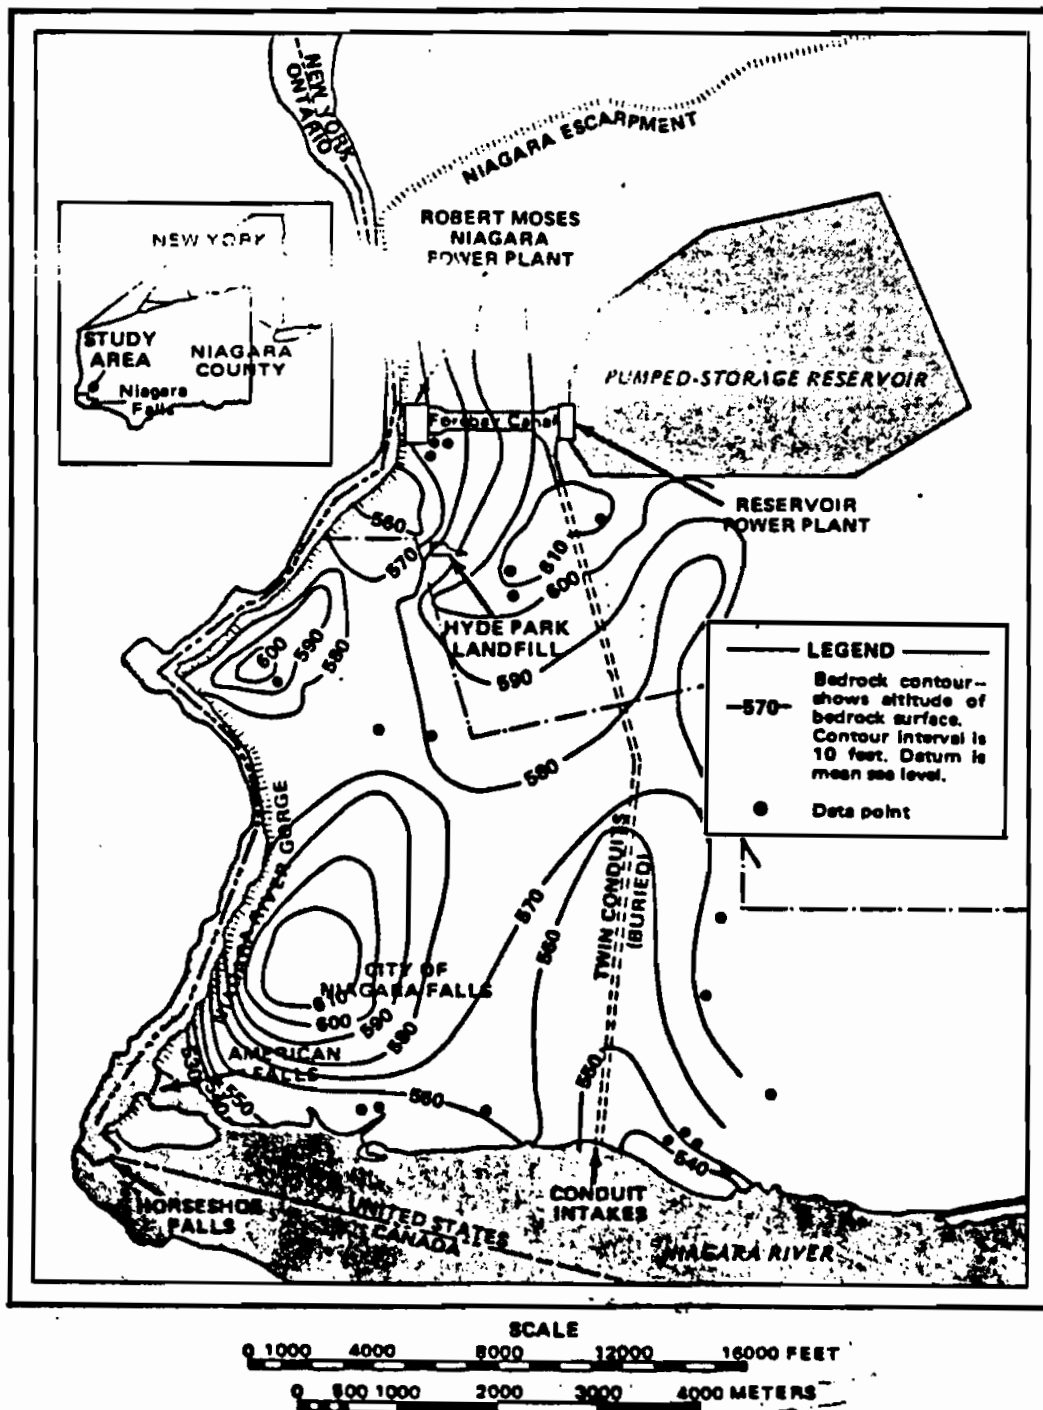 NEW YORK
ONTARIO
NIAGARA ESCARPMENT
ROBERT MOSES
NIAGARA
POWER PLANT
NEW YORK
STUDY
AREA
NIAGARA
COUNTY
Niagara
Falls
PUMPED-STORAGE RESERVOIR
Forebay Canal
RESERVOIR
POWER PLANT
560
570
610
600
HYDE PARK
LANDFILL
600
590
580
590
580
LEGEND
570
Bedrock contour—
shows altitude of
bedrock surface.
Contour interval is
10 feet. Datum is
mean sea level.
Data point
NIAGARA RIVER GORGE
570
560
TWIN CONDUITS
(BURIED)
CITY OF
NIAGARA FALLS
610
600
590
580
AMERICAN
FALLS
530
540
550
560
550
540
HORSESHOE
FALLS
UNITED STATES
CANADA
CONDUIT
INTAKES
NIAGARA RIVER
SCALE
0 1000 4000 8000 12000 16000 FEET
0 500 1000 2000 3000 4000 METERS